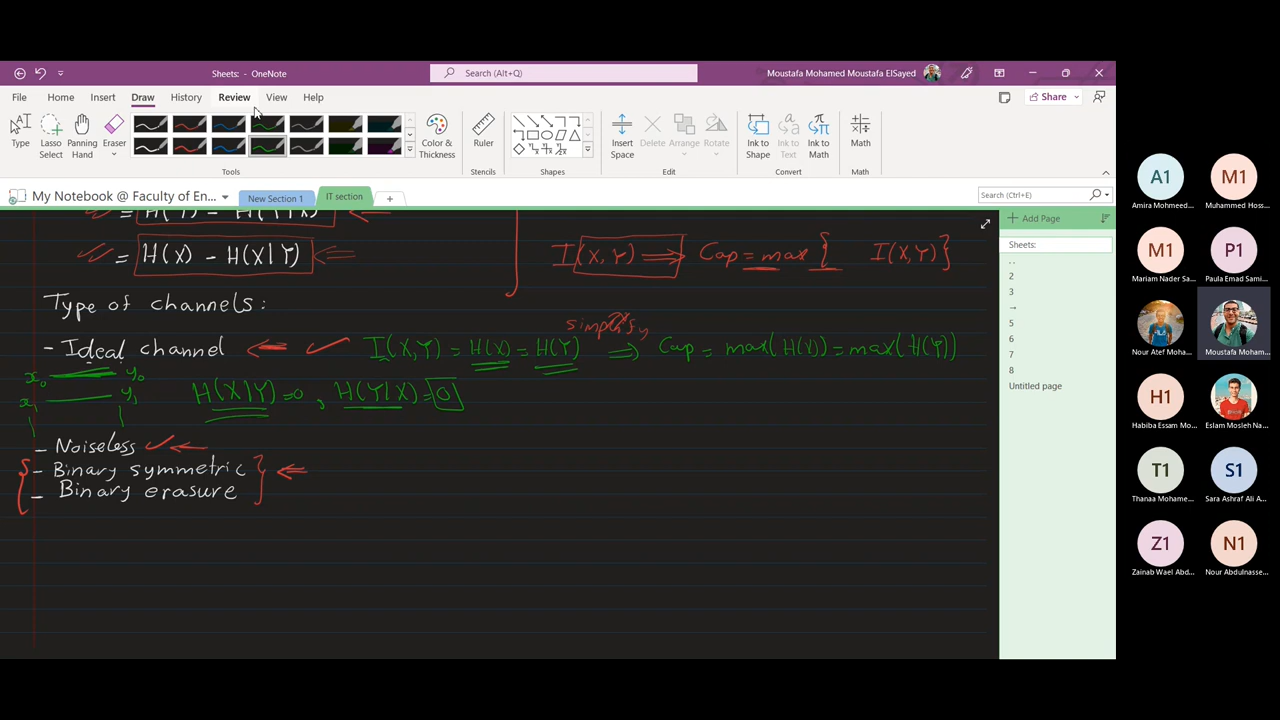 Sheets: - OneNote
Search (Alt+Q)
Moustafa Mohamed Moustafa ElSayed
File Home Insert Draw History Review View Help
Share
Type
Lasso Select
Panning Hand
Eraser
Color & Thickness
Ruler
Insert Space
Delete
Arrange
Rotate
Ink to Shape
Ink to Text
Ink to Math
Math
Tools
Stencils
Shapes
Edit
Convert
Math
My Notebook @ Faculty of En...
New Section 1
IT section
Search (Ctrl+E)
Add Page
Sheets:
..
2
3
→
5
6
7
8
Untitled page
= H(Y) - H(Y|X)
= H(X) - H(X|Y)
I(X,Y) ⟹ Cap = max { I(X,Y) }
Type of channels:
- Ideal channel
simplify
I(X,Y) = H(X) = H(Y) ⇒ Cap = max(H(X)) = max(H(Y))
x₀ y₀
x₁ y₁
H(X|Y)=0, H(Y|X)=0
- Noiseless
- Binary symmetric
- Binary erasure
A1
Amira Mohmeed...
M1
Muhammed Hoss...
M1
Mariam Nader Sa...
P1
Paula Emad Sami...
Nour Atef Moha...
Moustafa Moham...
H1
Habiba Essam Mo...
Eslam Mosleh Na...
T1
Thanaa Mohame...
S1
Sara Ashraf Ali A...
Z1
Zainab Wael Abd...
N1
Nour Abdulnasse...